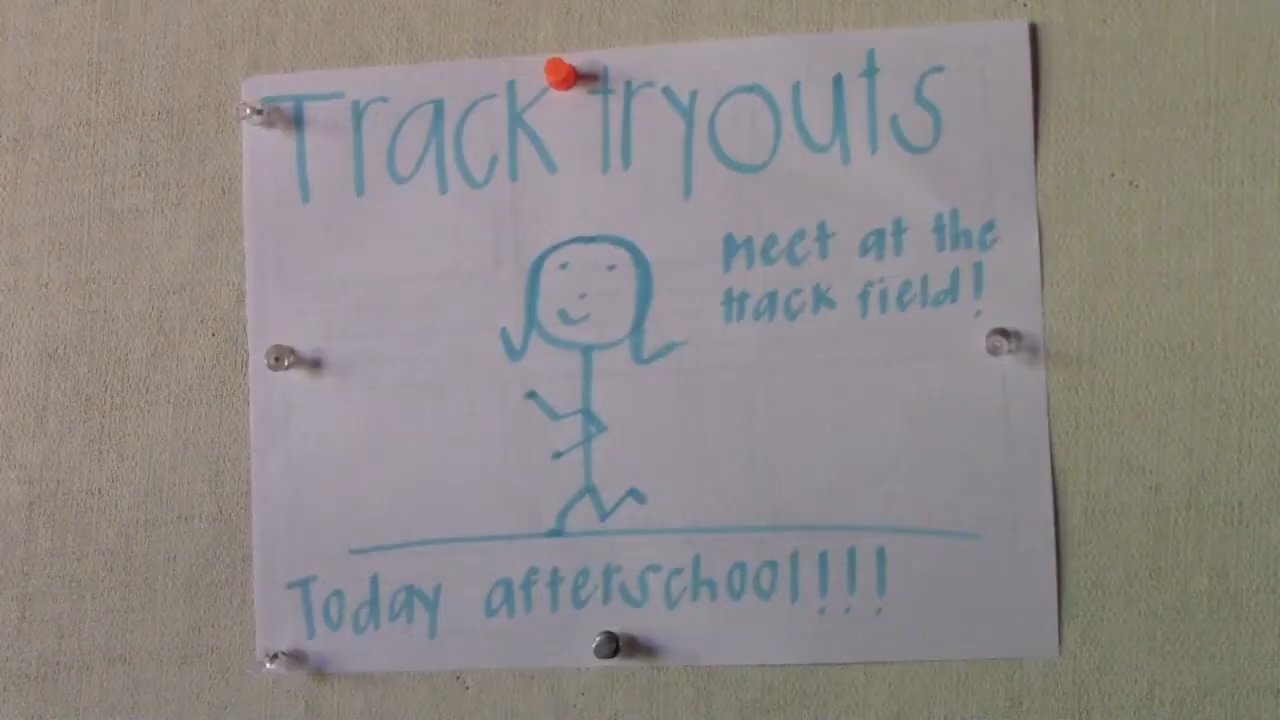 Track tryouts
Meet at the
track field!
Today afterschool!!!!